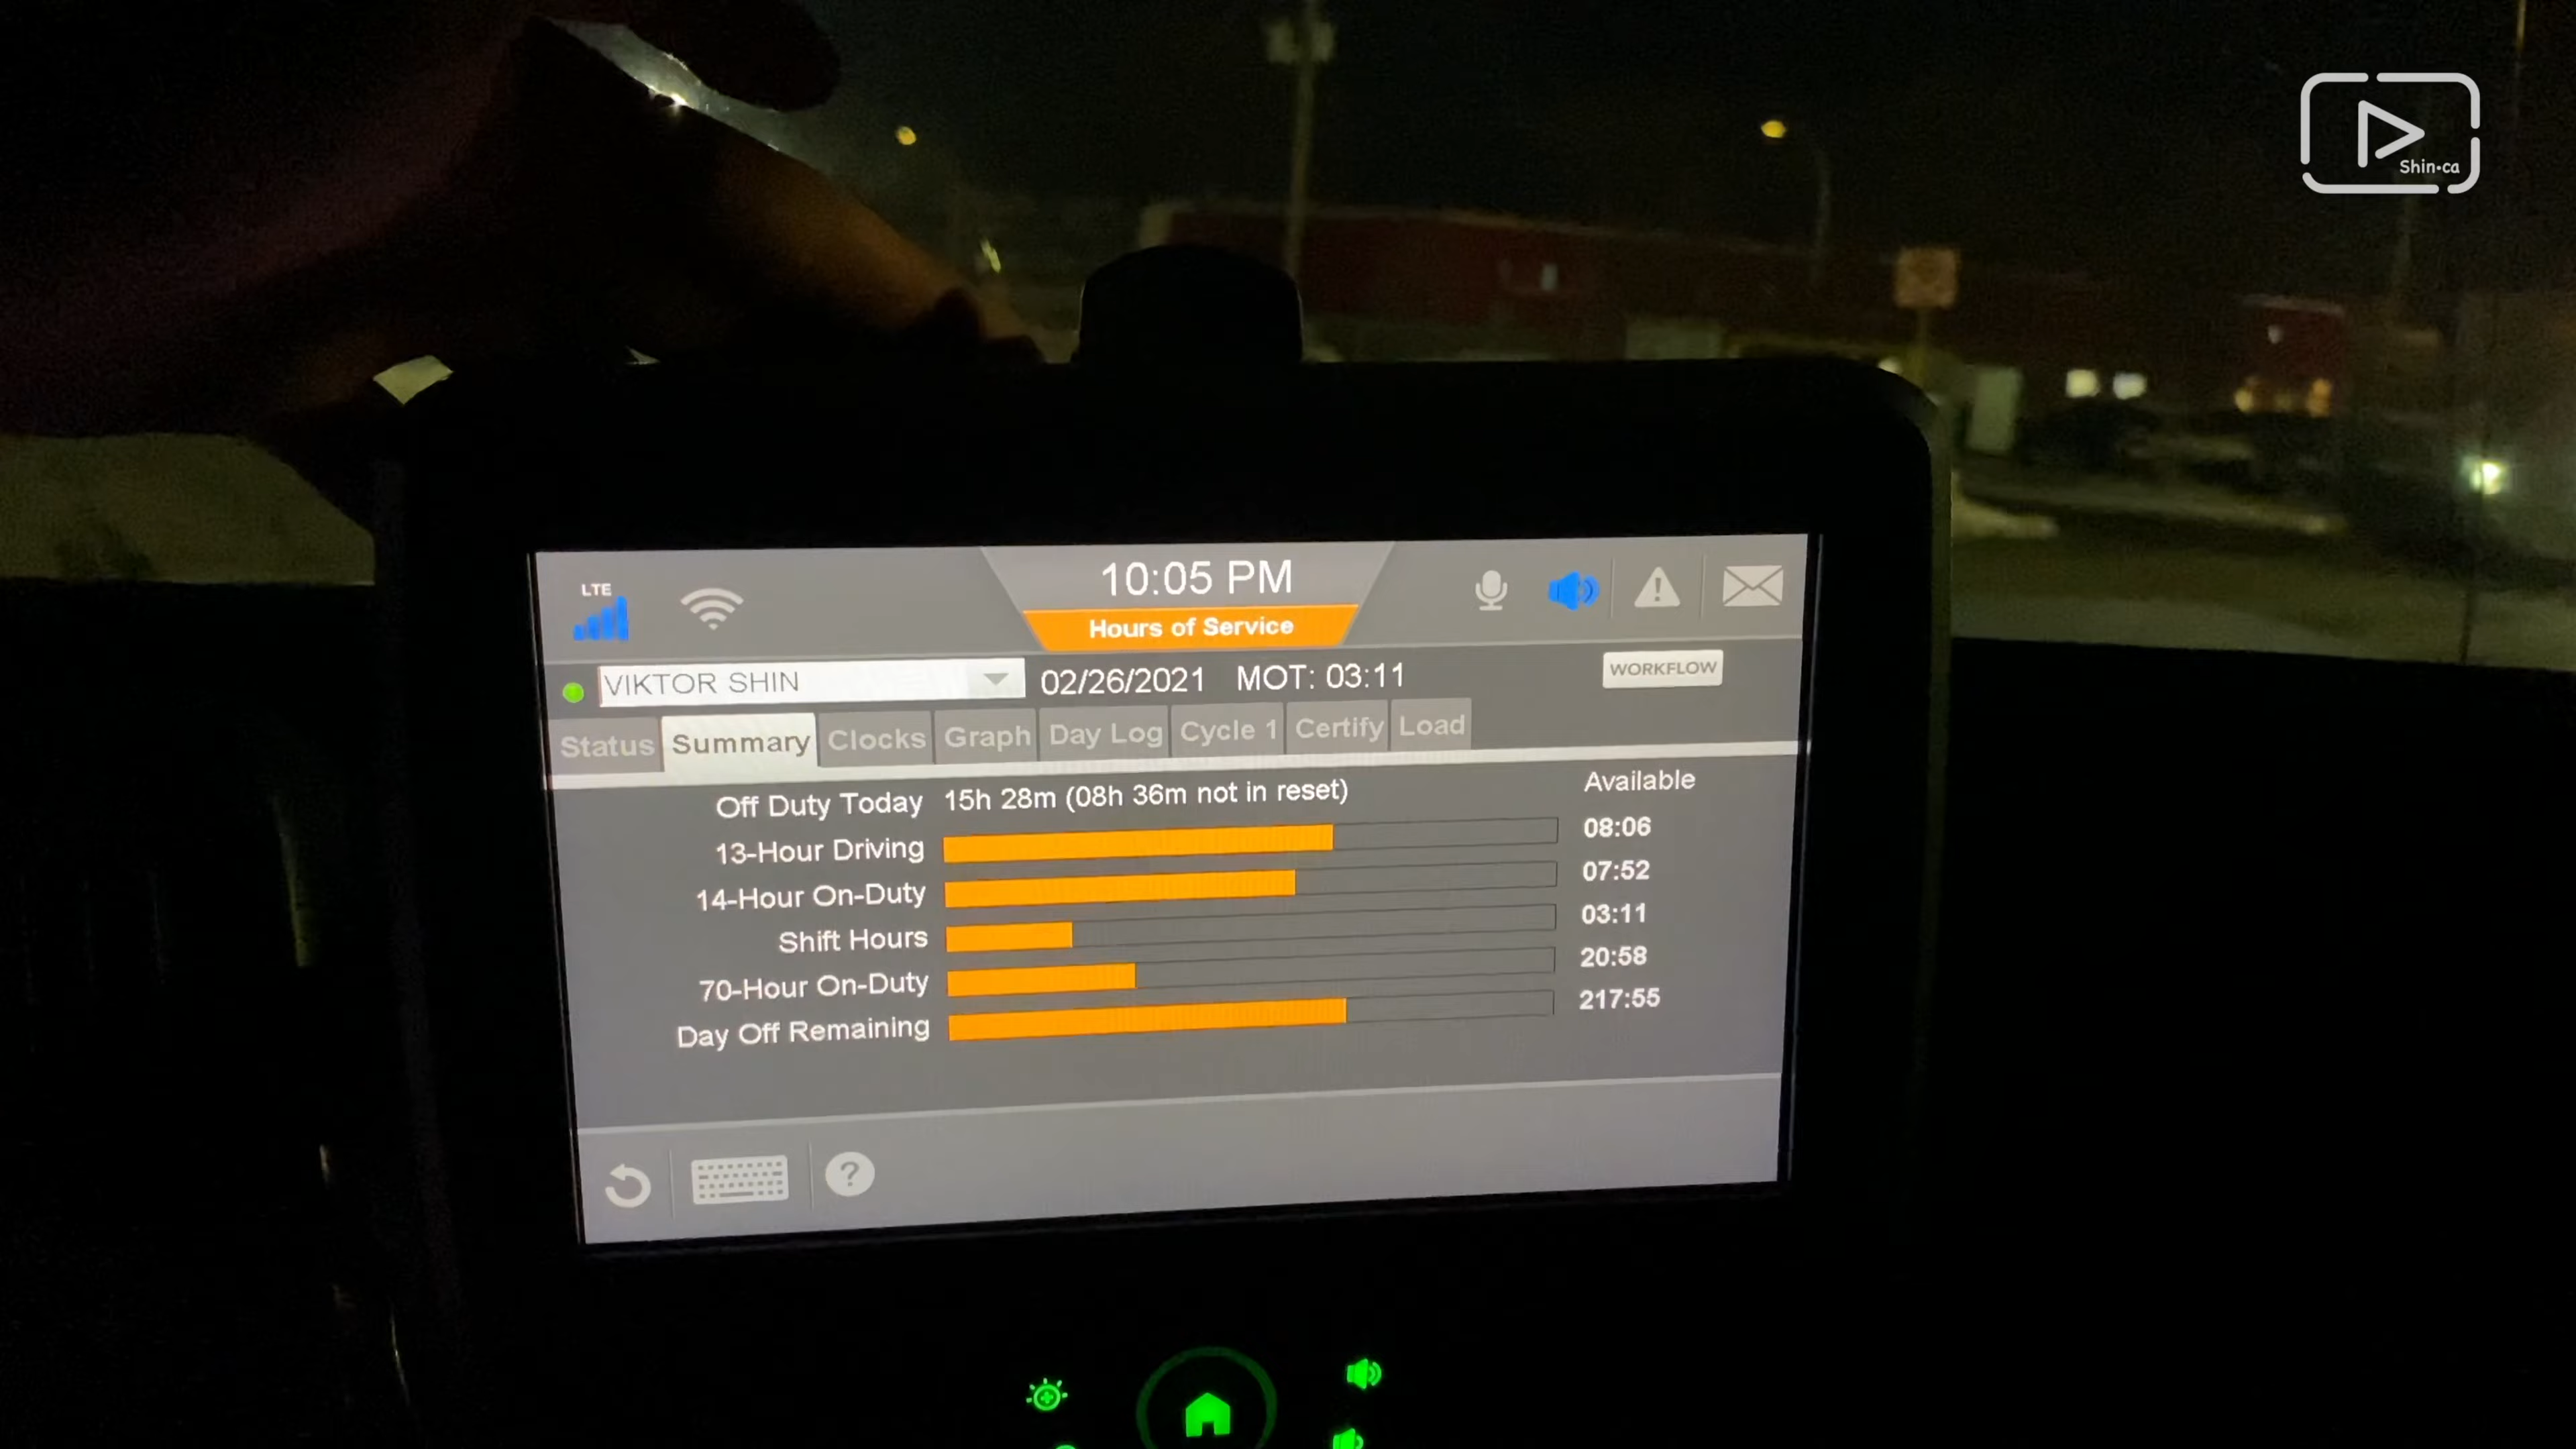 Shin•ca
LTE
10:05 PM
Hours of Service
VIKTOR SHIN
02/26/2021 MOT: 03:11
WORKFLOW
Status Summary Clocks Graph Day Log Cycle 1 Certify Load
Available
Off Duty Today 15h 28m (08h 36m not in reset)
13-Hour Driving 08:06
14-Hour On-Duty 07:52
Shift Hours 03:11
70-Hour On-Duty 20:58
Day Off Remaining 217:55
?